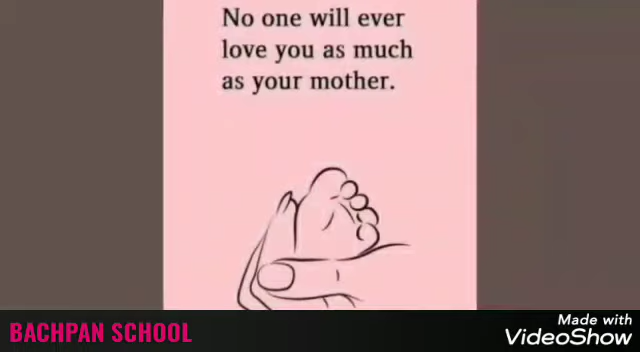 No one will ever
love you as much
as your mother.
BACHPAN SCHOOL
Made with
VideoShow